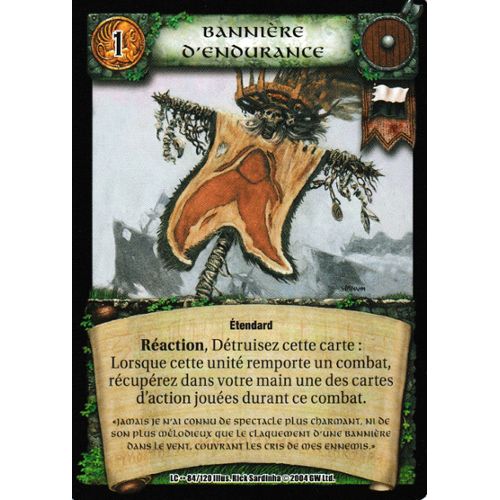 1
BANNIÈRE
D'ENDURANCE
Étendard
Réaction, Détruisez cette carte :
Lorsque cette unité remporte un combat,
récupérez dans votre main une des cartes
d'action jouées durant ce combat.
«JAMAIS JE N'AI CONNU DE SPECTACLE PLUS CHARMANT, NI DE
SON PLUS MÉLODIEUX QUE LE CLAQUEMENT D'UNE BANNIÈRE
DANS LE VENT, COUVRANT LES CRIS DE MES ENNEMIS.»
LC •• 84/120 Illus. Rick Sardinha © 2004 GW Ltd.